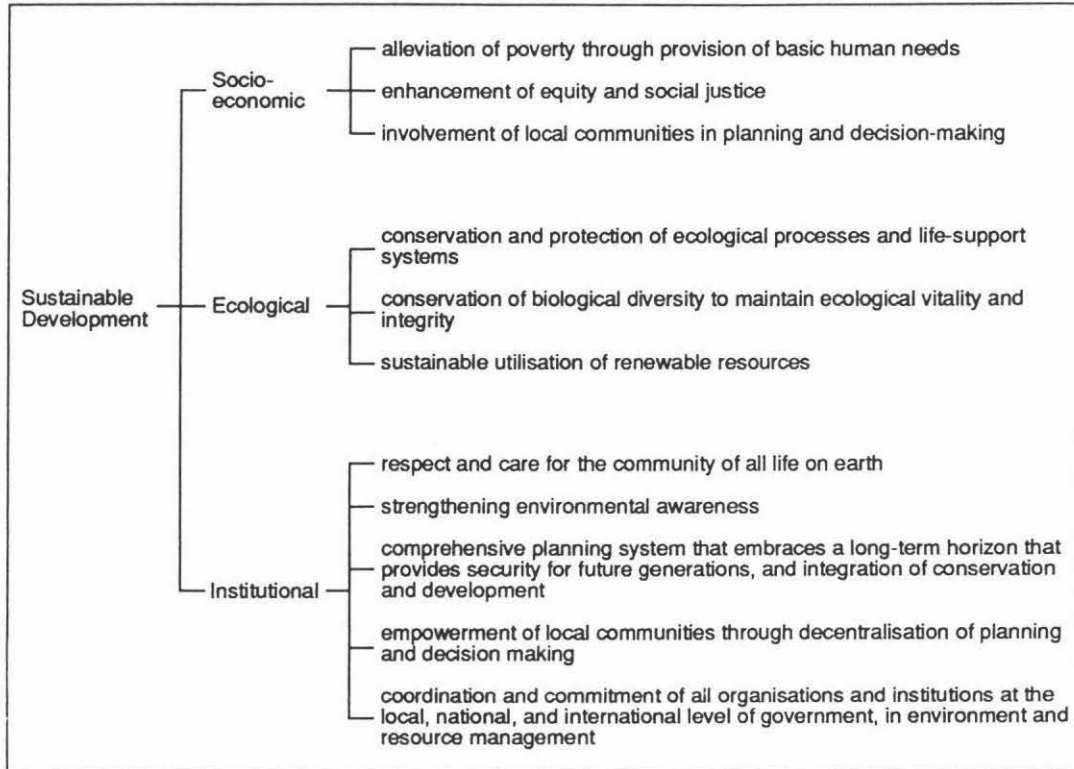 alleviation of poverty through provision of basic human needs
Socio-
economic
enhancement of equity and social justice
involvement of local communities in planning and decision-making
conservation and protection of ecological processes and life-support
systems
Sustainable
Development
Ecological
conservation of biological diversity to maintain ecological vitality and
integrity
sustainable utilisation of renewable resources
respect and care for the community of all life on earth
strengthening environmental awareness
comprehensive planning system that embraces a long-term horizon that
provides security for future generations, and integration of conservation
and development
Institutional
empowerment of local communities through decentralisation of planning
and decision making
coordination and commitment of all organisations and institutions at the
local, national, and international level of government, in environment and
resource management